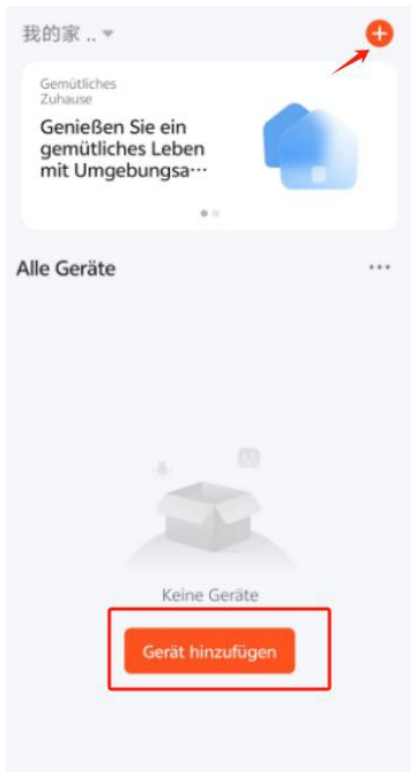 我的家 ..
Gemütliches
Zuhause
Genießen Sie ein
gemütliches Leben
mit Umgebungsa···
Alle Geräte
Keine Geräte
Gerät hinzufügen